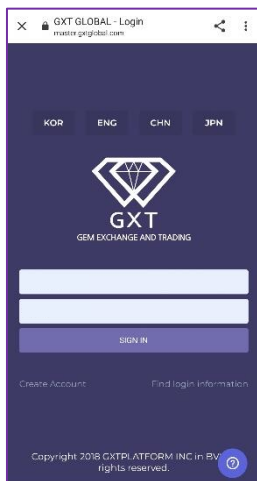 GXT GLOBAL - Login
master.gxtglobal.com
KOR ENG CHN JPN
GXT
GEM EXCHANGE AND TRADING
SIGN IN
Create Account Find login information
Copyright 2018 GXTPLATFORM INC in BV
rights reserved.